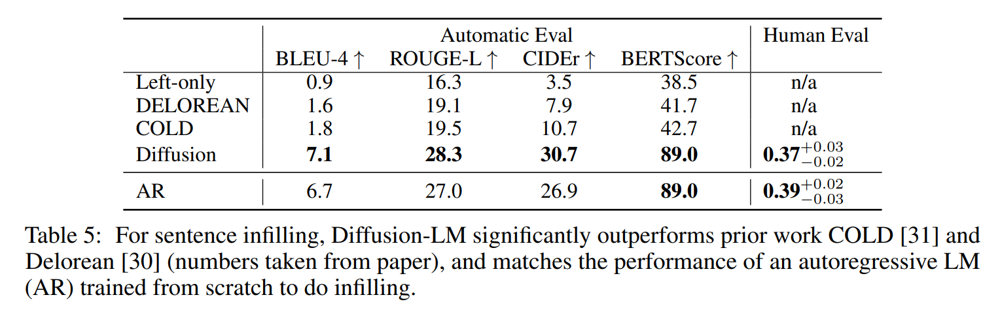 Automatic Eval Human Eval
BLEU-4 ↑ ROUGE-L ↑ CIDEr ↑ BERTScore ↑
Left-only 0.9 16.3 3.5 38.5 n/a
DELOREAN 1.6 19.1 7.9 41.7 n/a
COLD 1.8 19.5 10.7 42.7 n/a
Diffusion 7.1 28.3 30.7 89.0 0.37 +0.03 −0.02
AR 6.7 27.0 26.9 89.0 0.39 +0.02 −0.03
Table 5: For sentence infilling, Diffusion-LM significantly outperforms prior work COLD [31] and
Delorean [30] (numbers taken from paper), and matches the performance of an autoregressive LM
(AR) trained from scratch to do infilling.